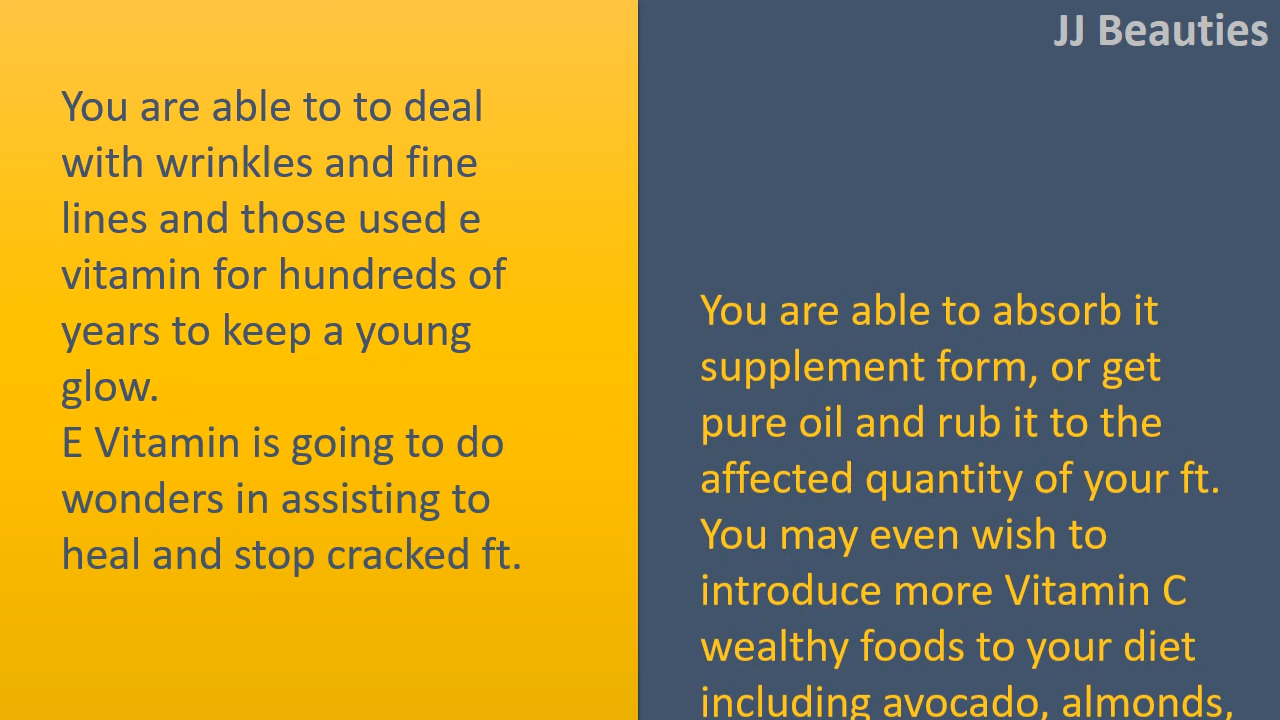 JJ Beauties
You are able to to deal
with wrinkles and fine
lines and those used e
vitamin for hundreds of
years to keep a young
glow.
E Vitamin is going to do
wonders in assisting to
heal and stop cracked ft.
You are able to absorb it
supplement form, or get
pure oil and rub it to the
affected quantity of your ft.
You may even wish to
introduce more Vitamin C
wealthy foods to your diet
including avocado, almonds,